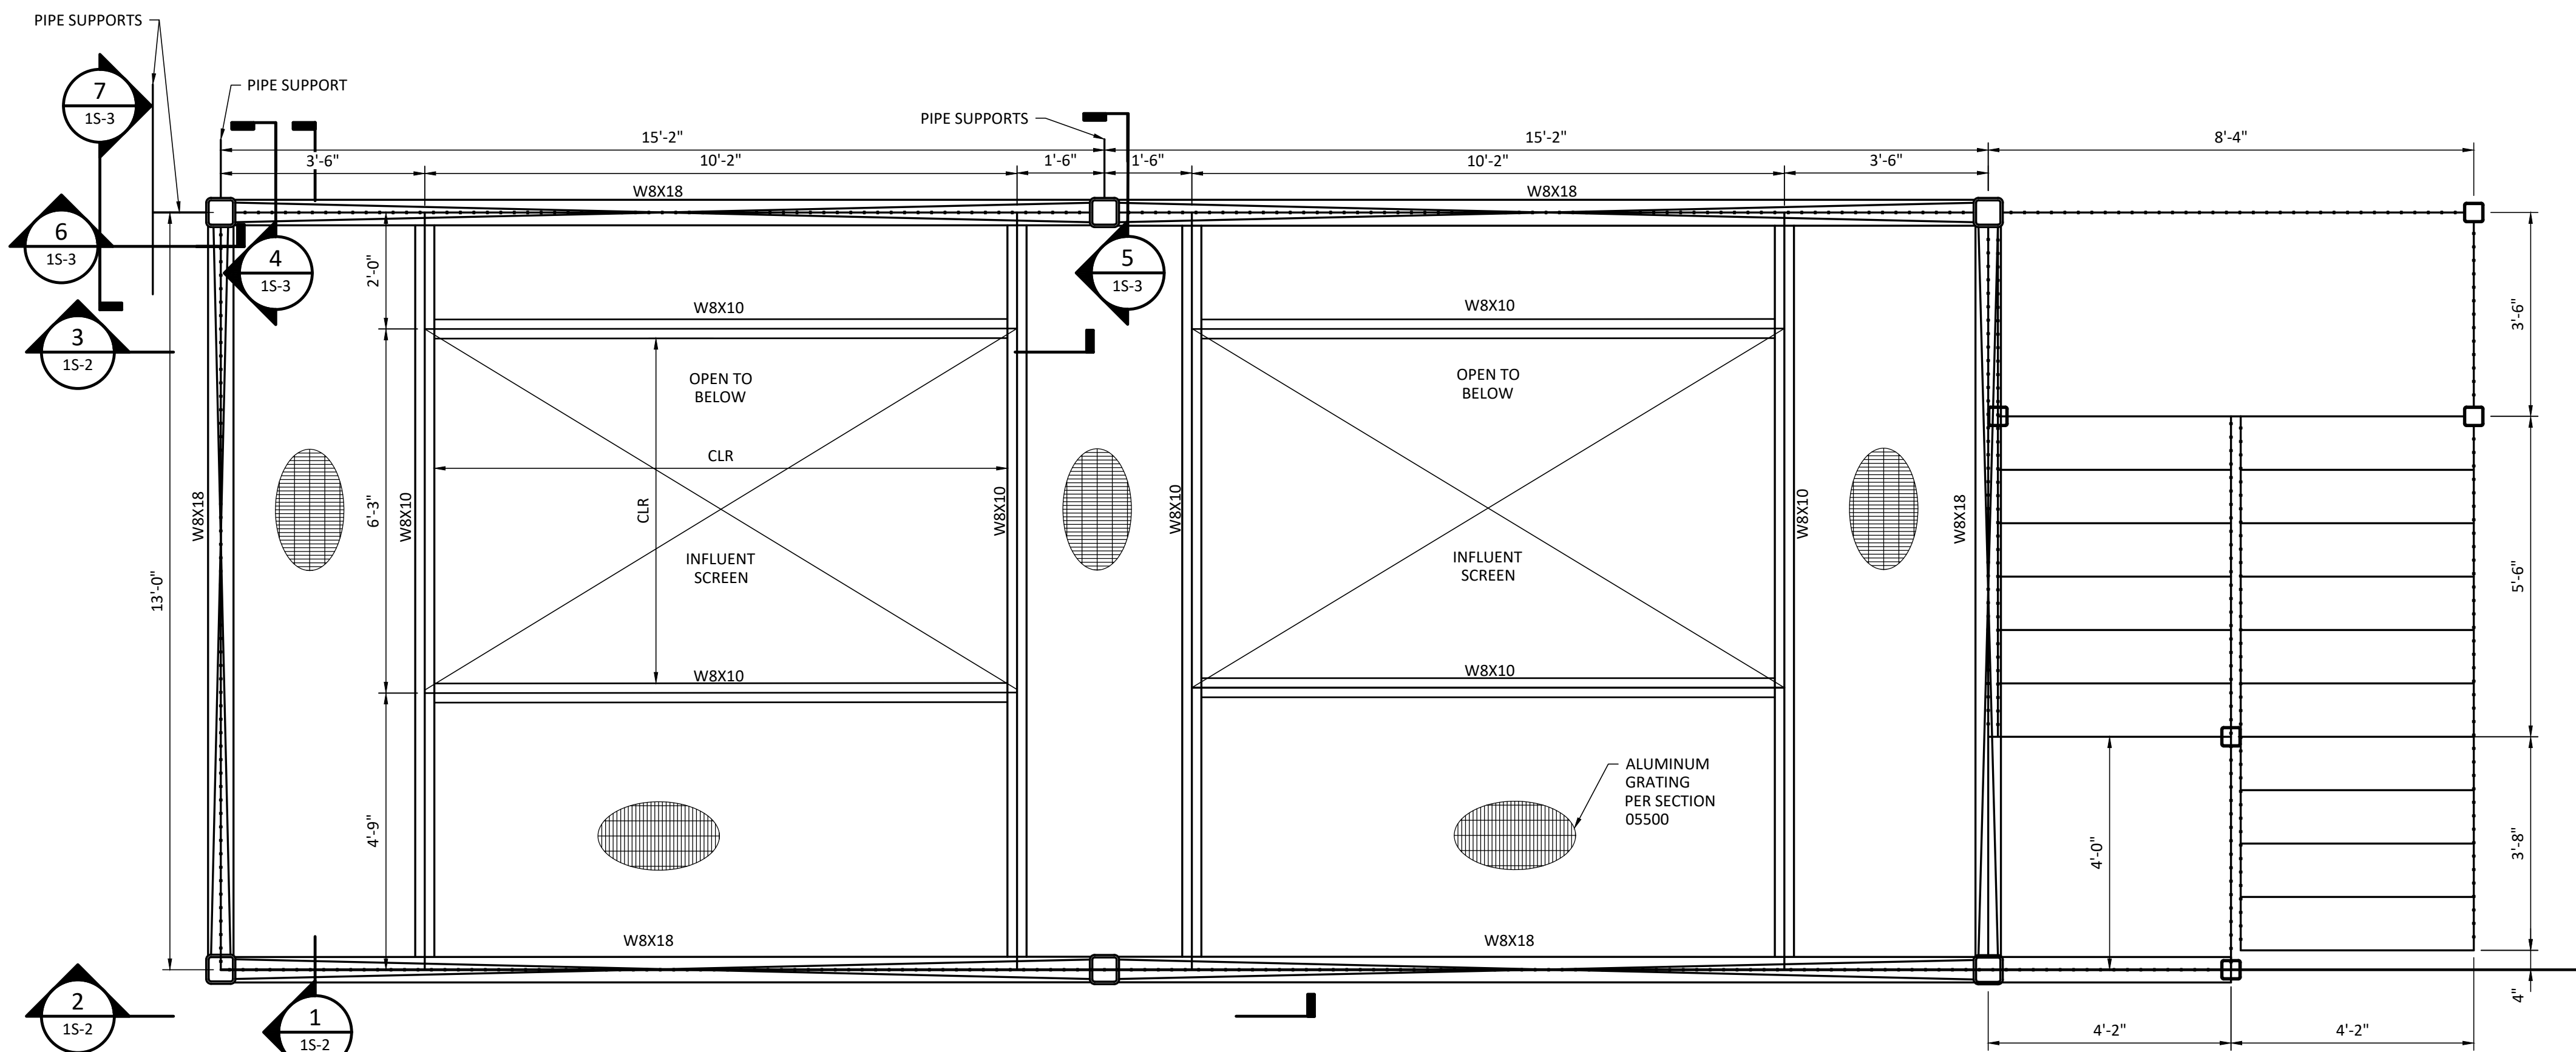 PIPE SUPPORTS
7
1S-3
PIPE SUPPORT
PIPE SUPPORTS
15'-2"
15'-2"
8'-4"
3'-6"
10'-2"
1'-6"
1'-6"
10'-2"
3'-6"
W8X18
W8X18
6
1S-3
4
1S-3
5
1S-3
2'-0"
3'-6"
W8X10
W8X10
3
1S-2
OPEN TO
BELOW
OPEN TO
BELOW
CLR
CLR
W8X18
6'-3"
W8X10
W8X10
W8X10
W8X10
W8X18
INFLUENT
SCREEN
INFLUENT
SCREEN
13'-0"
5'-6"
W8X10
W8X10
ALUMINUM
GRATING
PER SECTION
05500
4'-9"
4'-0"
3'-8"
W8X18
W8X18
4"
2
1S-2
1
1S-2
4'-2"
4'-2"